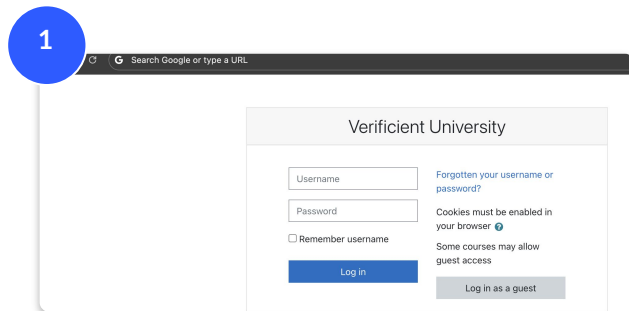 1
G Search Google or type a URL
Verificient University
Username
Password
Remember username
Log in
Forgotten your username or
password?
Cookies must be enabled in
your browser ?
Some courses may allow
guest access
Log in as a guest